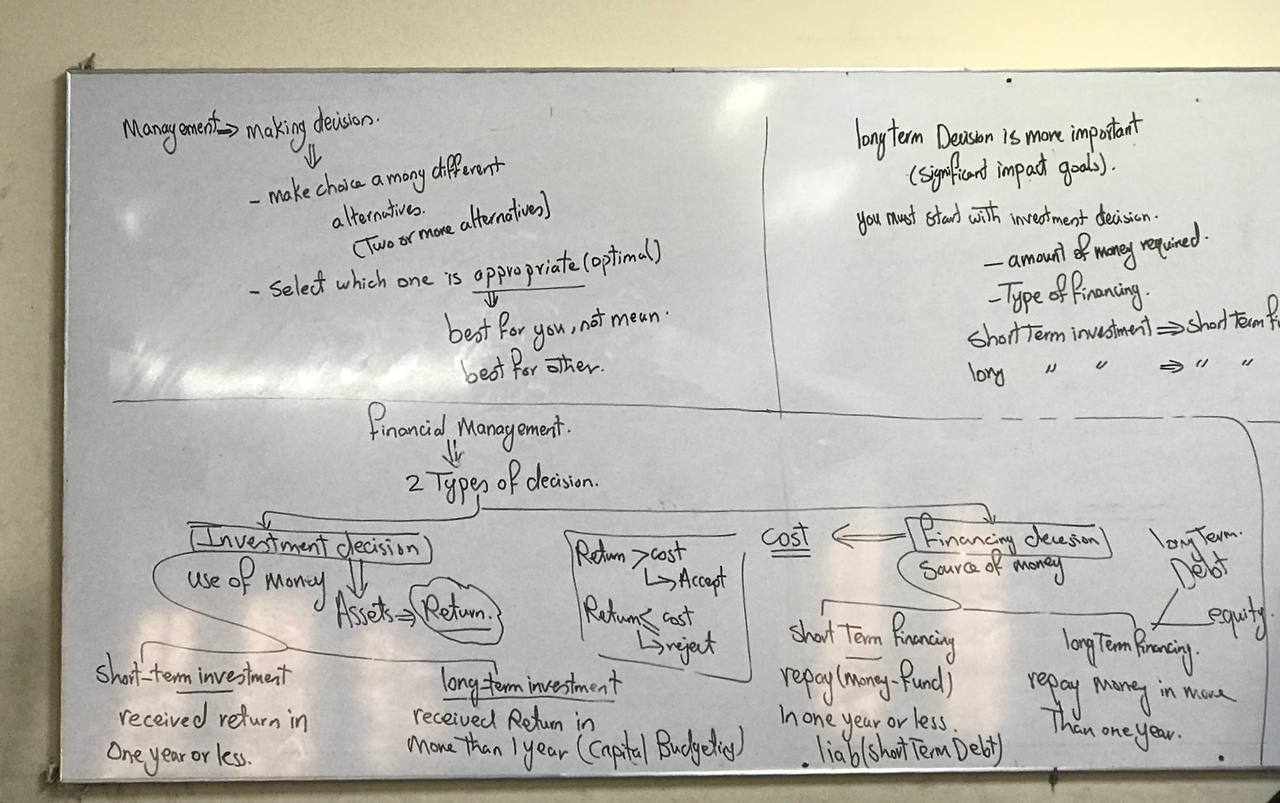 Management ⇒ making decision.
⇓
- make choice among different
alternatives.
(Two or more alternatives)
- Select which one is appropriate (optimal)
⇓
best for you, not mean.
best for other.
long term Decision is more important
(Significant impact goals).
you must start with investment decision.
- amount of money required.
- Type of financing.
Short Term investment ⇒ short term
long " " ⇒ " "
financial Management.
⇓
2 Types of decision.
Investment decision
use of money
Assets ⇒ Return.
Return > cost
↳ Accept
Return ≤ cost
↳ reject
cost ⇐ Financing decesion
Source of money
long Term.
Debt
equity
short-term investment
received return in
One year or less.
long-term investment
received Return in
More Than 1 year (Capital Budgeting)
short Term financing
repay (money-fund)
In one year or less.
liab (short Term Debt)
long Term financing.
repay Money in more
Than one year.